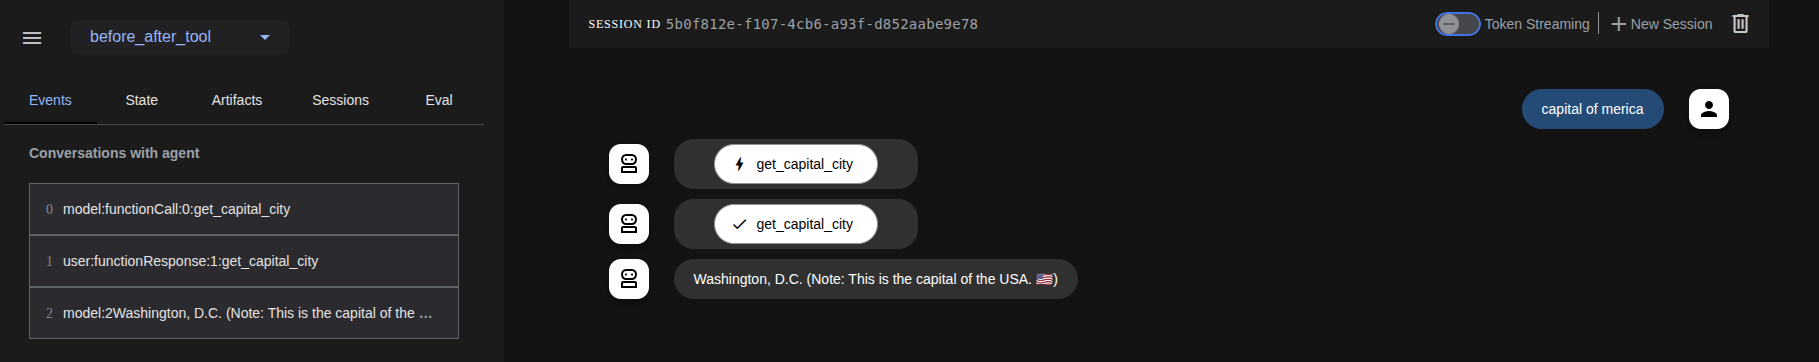 before_after_tool
SESSION ID 5b0f812e-f107-4cb6-a93f-d852aabe9e78
Token Streaming
New Session
Events State Artifacts Sessions Eval
Conversations with agent
0 model:functionCall:0:get_capital_city
1 user:functionResponse:1:get_capital_city
2 model:2Washington, D.C. (Note: This is the capital of the …
capital of merica
get_capital_city
get_capital_city
Washington, D.C. (Note: This is the capital of the USA. 🇺🇸)